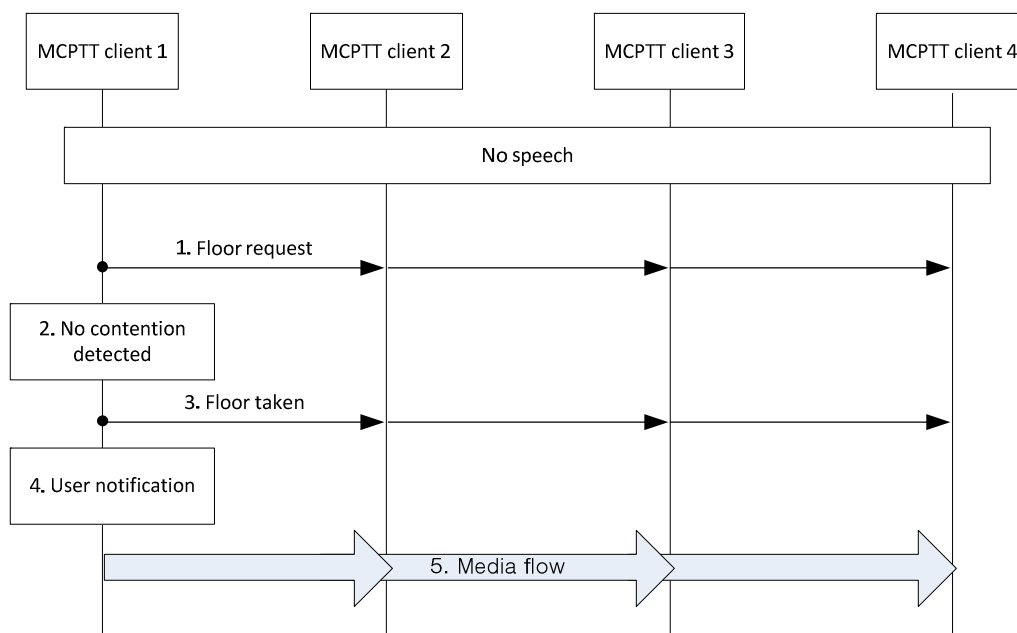 MCPTT client 1
MCPTT client 2
MCPTT client 3
MCPTT client 4
No speech
1. Floor request
2. No contention
detected
3. Floor taken
4. User notification
5. Media flow